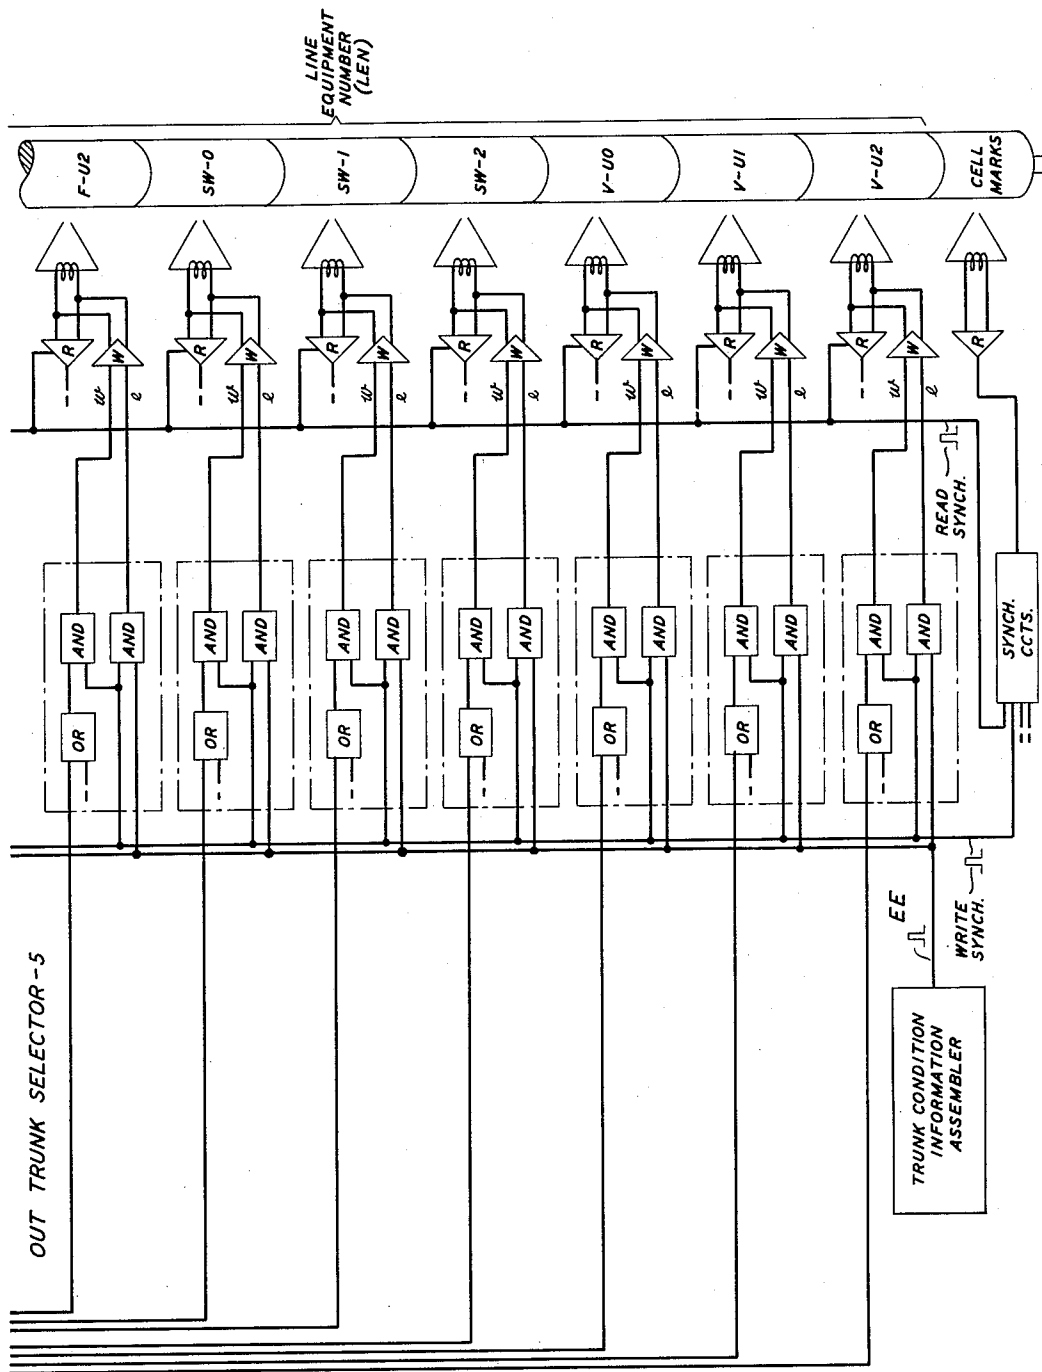 OUT TRUNK SELECTOR-5
LINE
EQUIPMENT
NUMBER
(LEN)
OR
AND
AND
w
e
R
W
F-U2
OR
AND
AND
w
e
R
W
SW-0
OR
AND
AND
w
e
R
W
SW-1
OR
AND
AND
w
e
R
W
SW-2
OR
AND
AND
w
e
R
W
V-U0
OR
AND
AND
w
e
R
W
V-U1
OR
AND
AND
w
e
R
W
V-U2
TRUNK CONDITION
INFORMATION
ASSEMBLER
EE
WRITE
SYNCH.
READ
SYNCH.
SYNCH.
CCTS.
R
CELL
MARKS